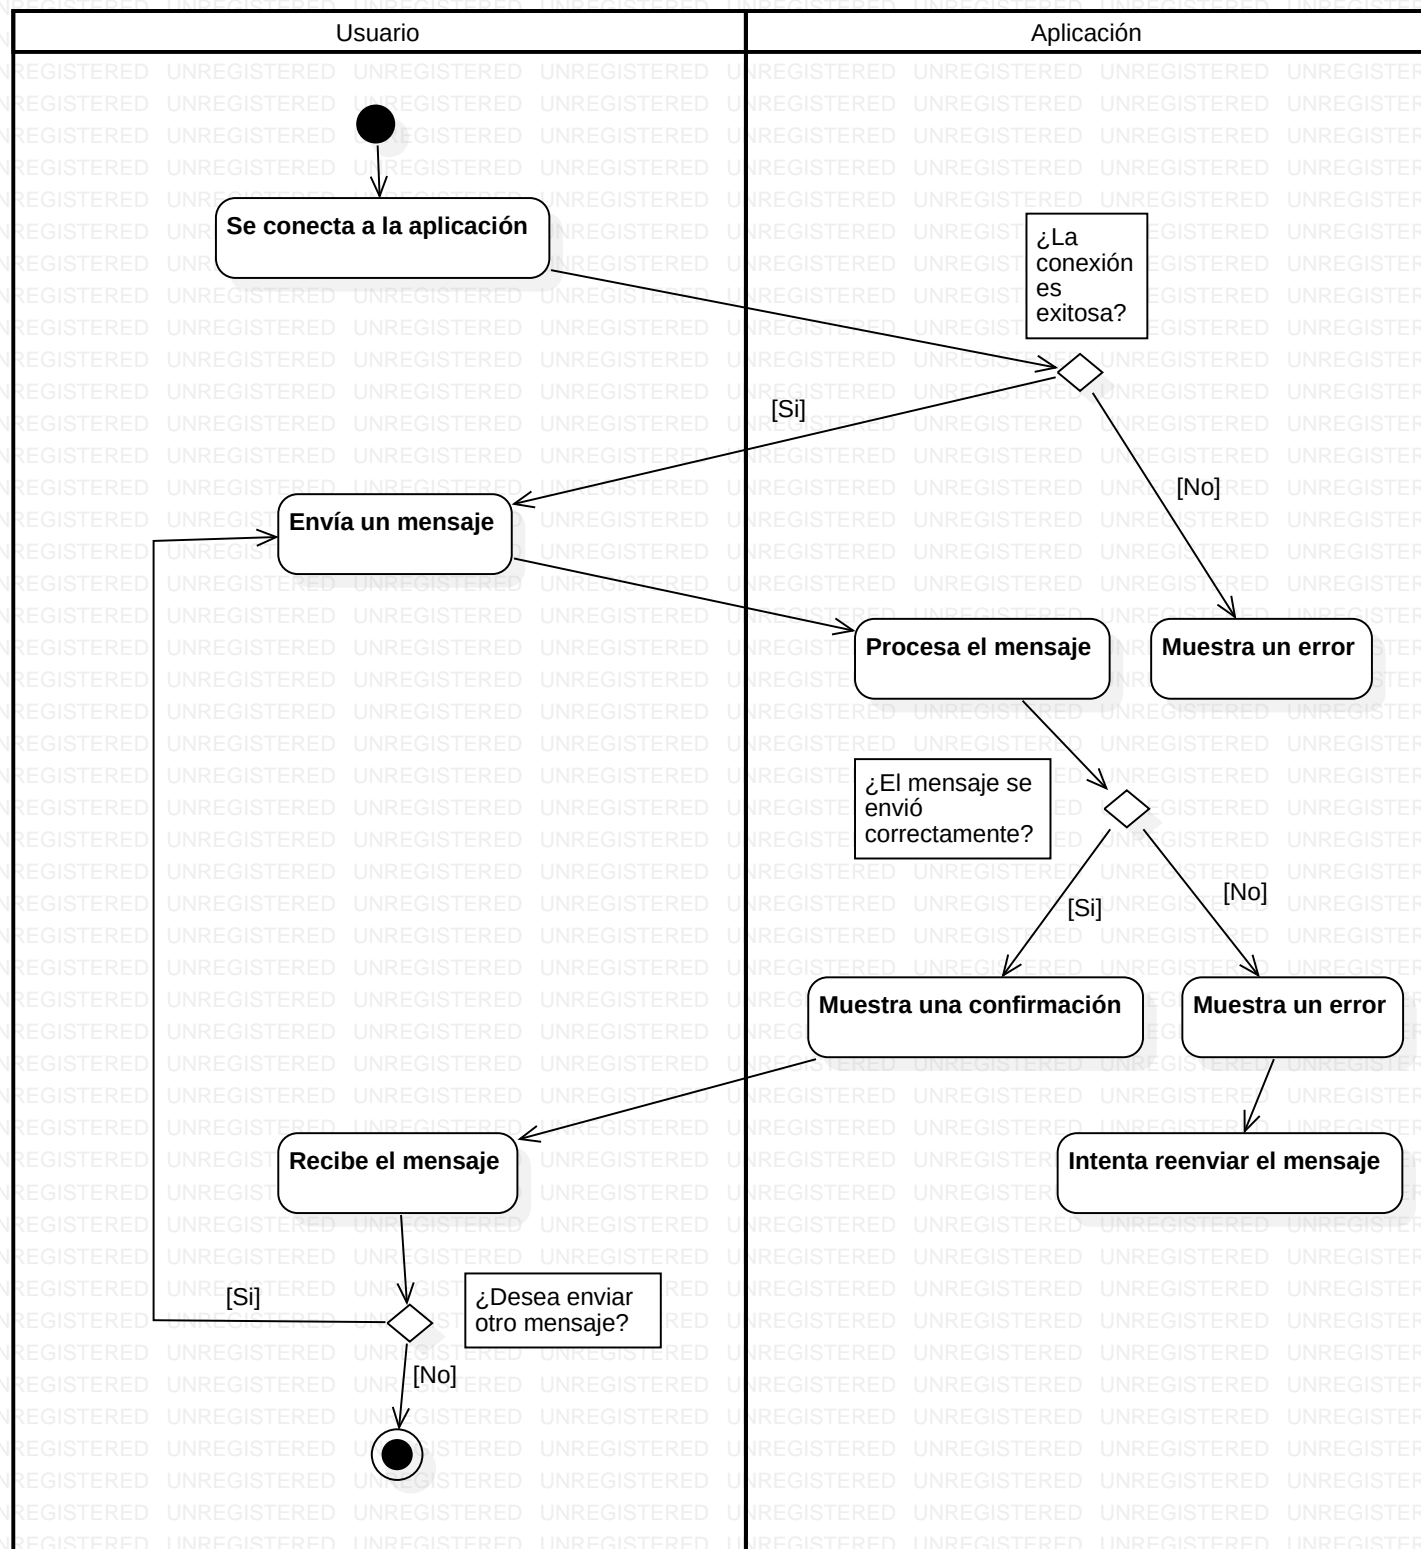 Usuario
Aplicación
Se conecta a la aplicación
¿La
conexión
es
exitosa?
[Si]
[No]
Envía un mensaje
Procesa el mensaje
Muestra un error
¿El mensaje se
envió
correctamente?
[Si]
[No]
Muestra una confirmación
Muestra un error
Recibe el mensaje
Intenta reenviar el mensaje
[Si]
¿Desea enviar
otro mensaje?
[No]
UNREGISTERED